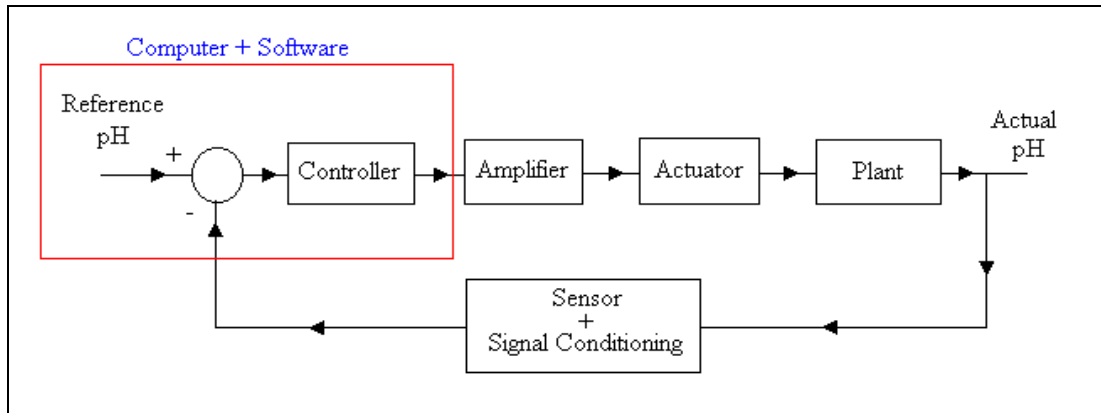 Computer + Software
Reference
pH
+
-
Controller
Amplifier
Actuator
Plant
Actual
pH
Sensor
+
Signal Conditioning